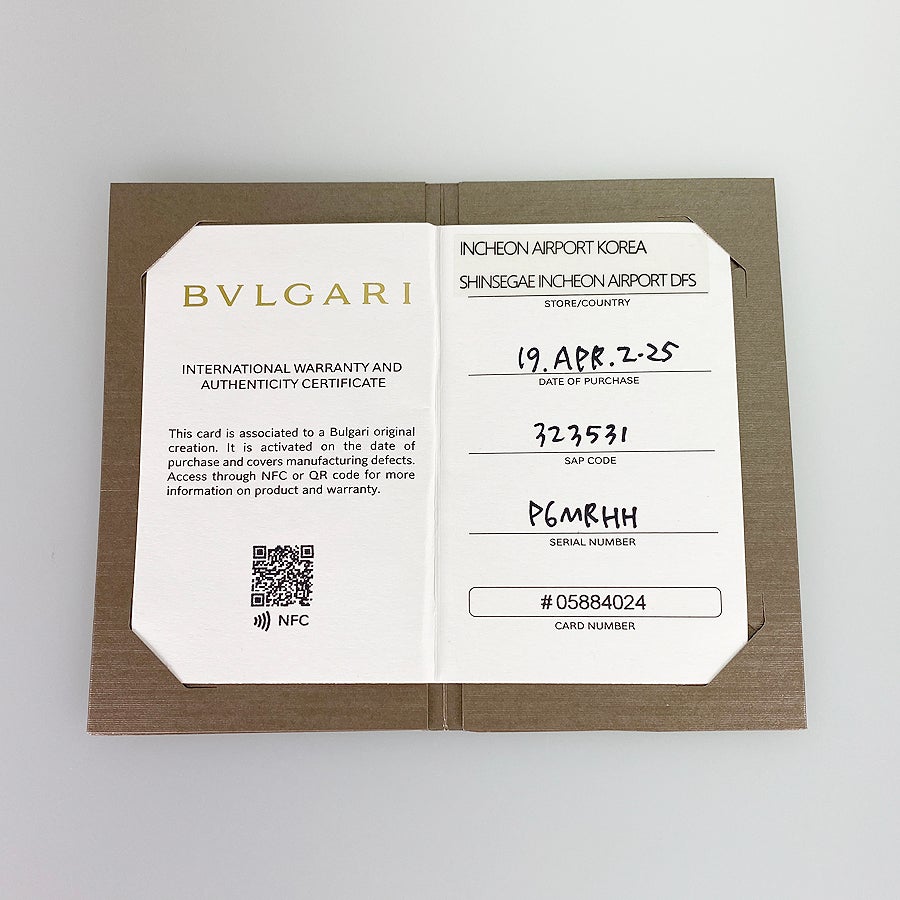 BVLGARI
INTERNATIONAL WARRANTY AND
AUTHENTICITY CERTIFICATE
This card is associated to a Bulgari original
creation. It is activated on the date of
purchase and covers manufacturing defects.
Access through NFC or QR code for more
information on product and warranty.
NFC
INCHEON AIRPORT KOREA
SHINSEGAE INCHEON AIRPORT DFS
STORE/COUNTRY
19.APR.2-25
DATE OF PURCHASE
323531
SAP CODE
P6MRHH
SERIAL NUMBER
#05884024
CARD NUMBER